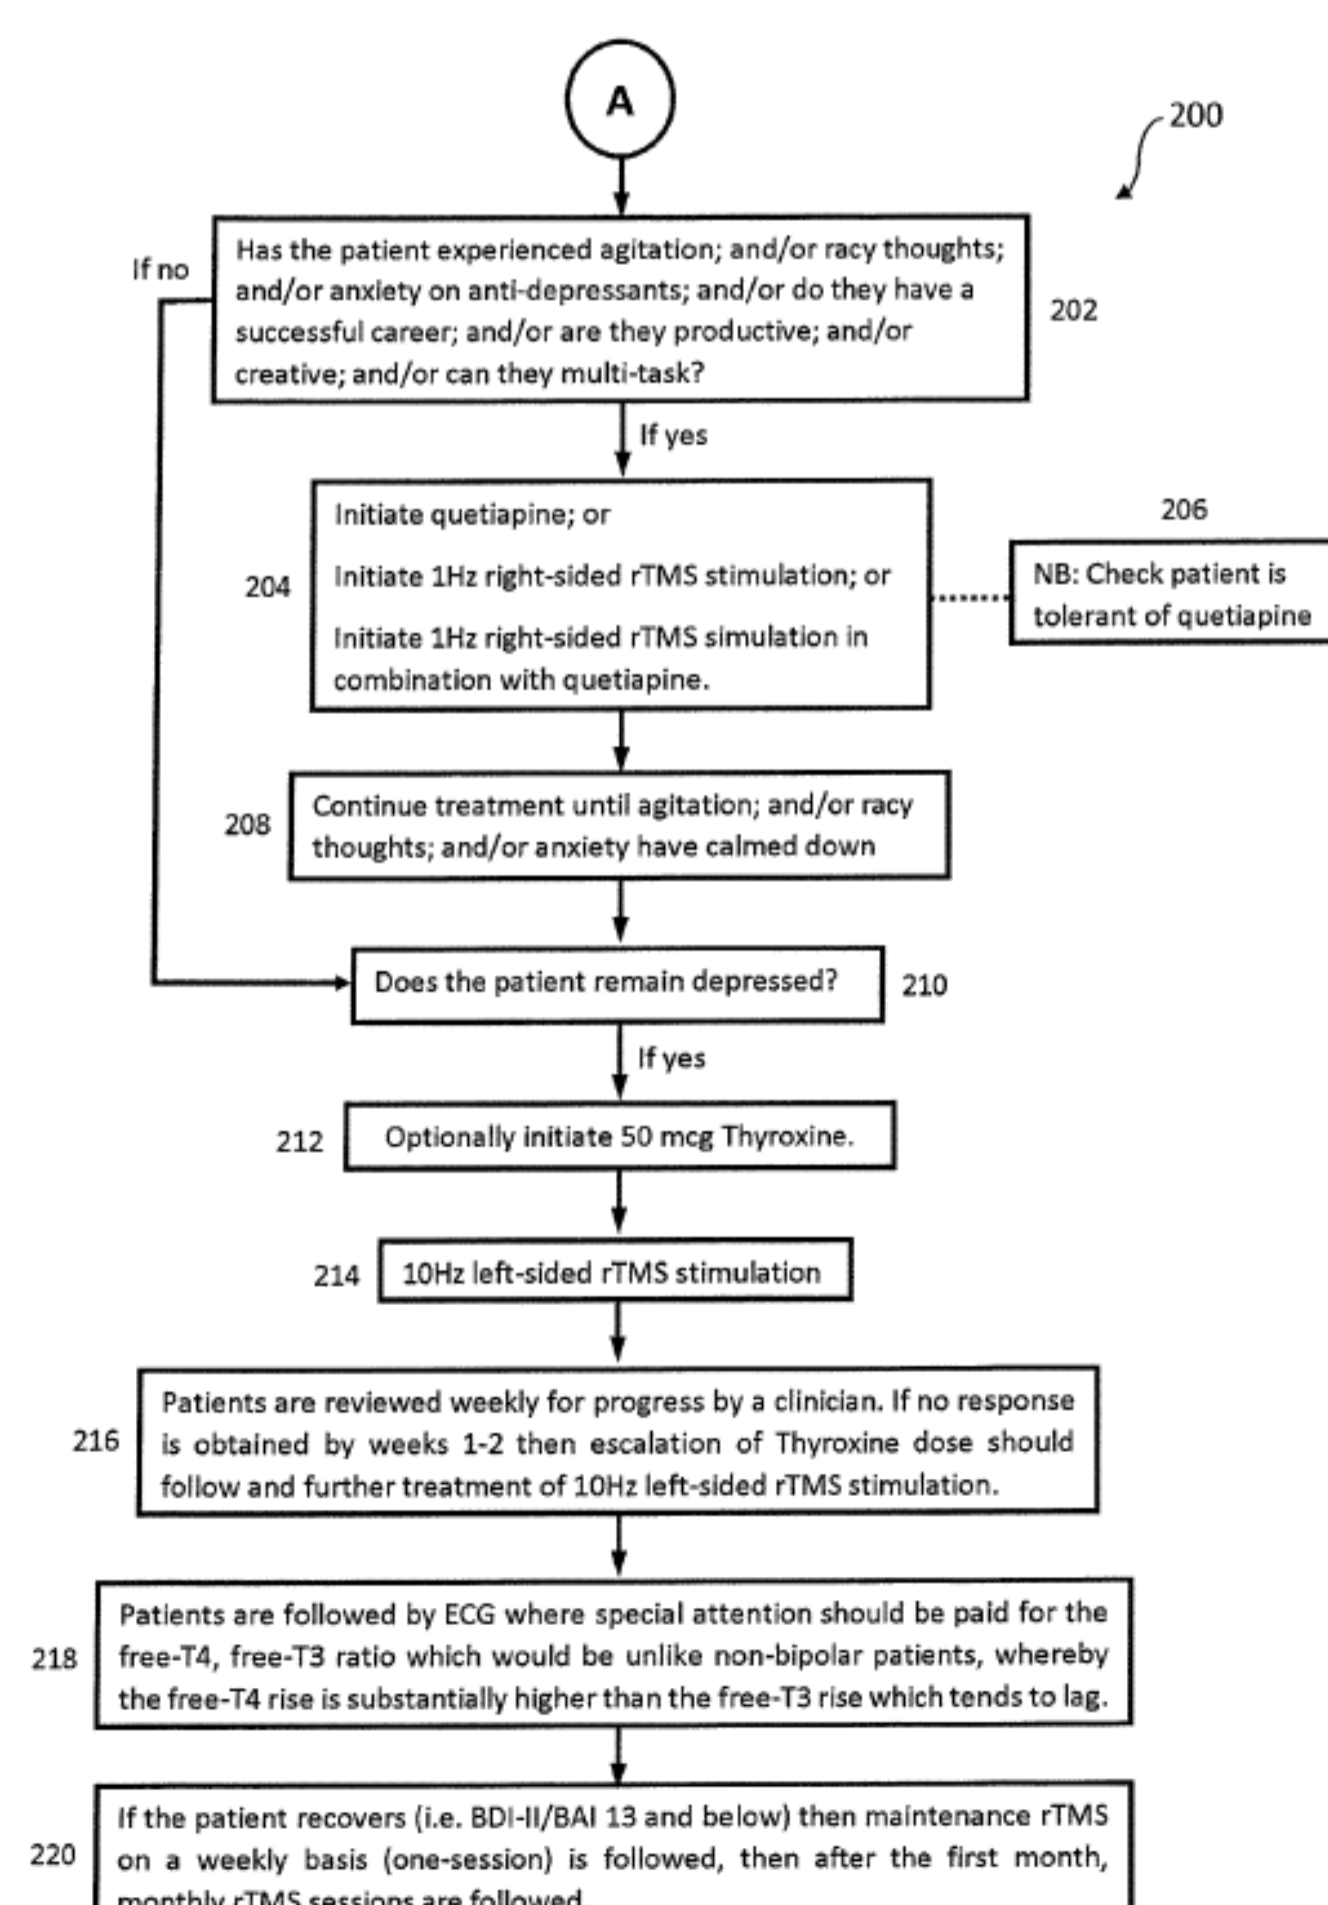 A
200
If no
Has the patient experienced agitation; and/or racy thoughts;
and/or anxiety on anti-depressants; and/or do they have a
successful career; and/or are they productive; and/or
creative; and/or can they multi-task?
202
If yes
204
Initiate quetiapine; or
Initiate 1Hz right-sided rTMS stimulation; or
Initiate 1Hz right-sided rTMS simulation in
combination with quetiapine.
206
NB: Check patient is
tolerant of quetiapine
208
Continue treatment until agitation; and/or racy
thoughts; and/or anxiety have calmed down
Does the patient remain depressed?
210
If yes
212
Optionally initiate 50 mcg Thyroxine.
214
10Hz left-sided rTMS stimulation
216
Patients are reviewed weekly for progress by a clinician. If no response
is obtained by weeks 1-2 then escalation of Thyroxine dose should
follow and further treatment of 10Hz left-sided rTMS stimulation.
218
Patients are followed by ECG where special attention should be paid for the
free-T4, free-T3 ratio which would be unlike non-bipolar patients, whereby
the free-T4 rise is substantially higher than the free-T3 rise which tends to lag.
220
If the patient recovers (i.e. BDI-II/BAI 13 and below) then maintenance rTMS
on a weekly basis (one-session) is followed, then after the first month,
monthly rTMS sessions are followed.